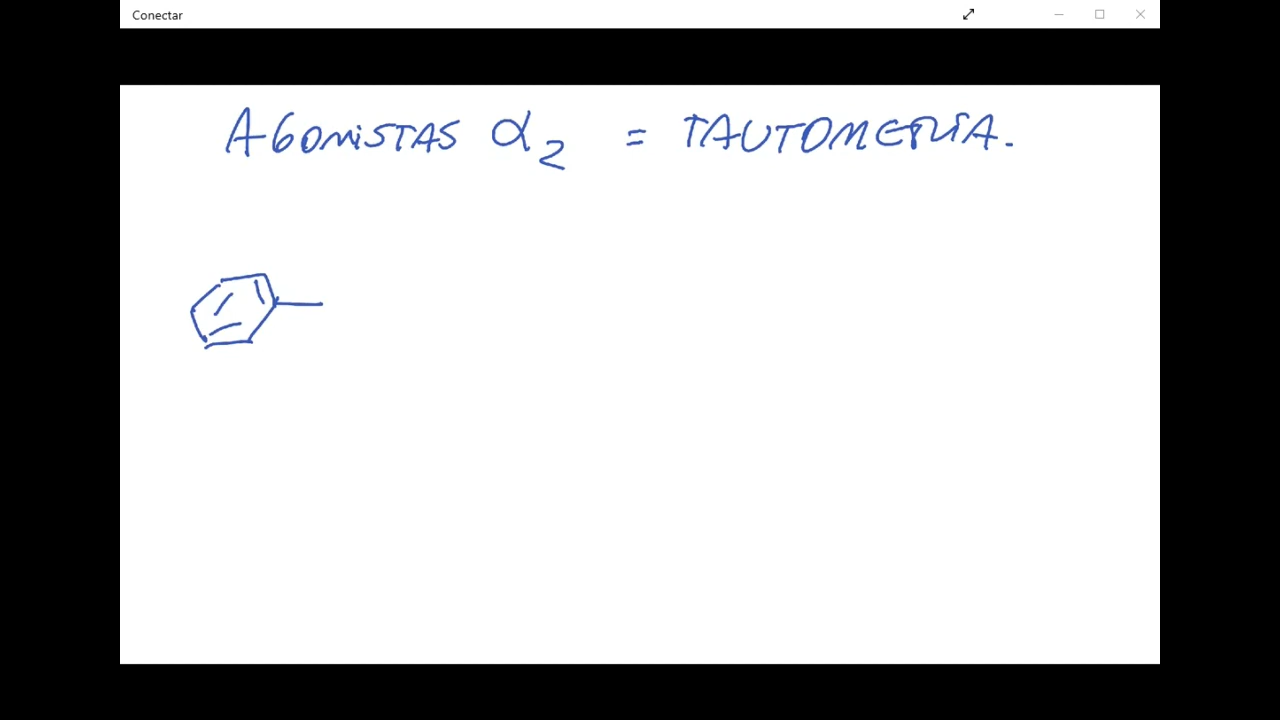 Conectar
AGONISTAS α2 = TAUTOMERIA.